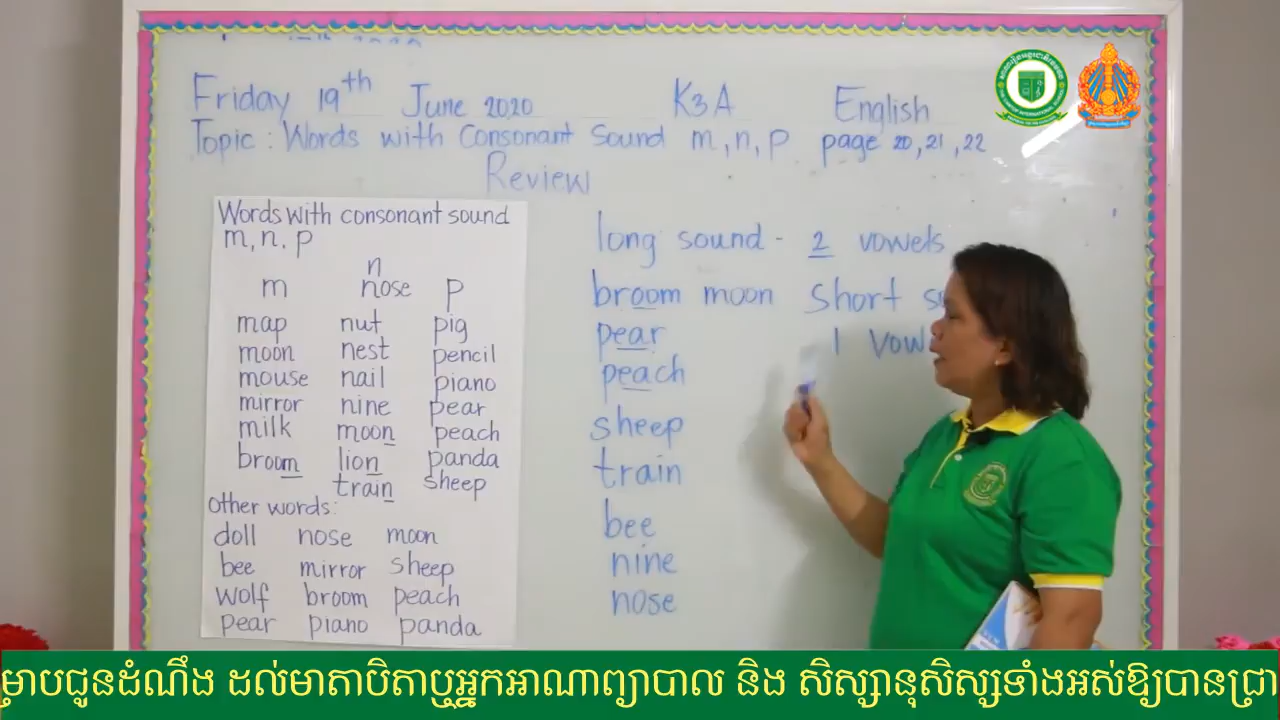 Friday 19th June 2020 K3A English
Topic : Words with Consonant Sound m, n, p page 20, 21, 22
Review
Words with consonant sound
m, n, p
n
m nose p
map nut pig
moon nest pencil
mouse nail piano
mirror nine pear
milk moon peach
broom lion panda
train sheep
Other words:
doll nose moon
bee mirror sheep
wolf broom peach
pear piano panda
long sound - 2 vowels
broom moon short
pear 1
peach
sheep
train
bee
nine
nose
ម្រាបជូនដំណឹង ដល់មាតាបិតាឬអ្នកអាណាព្យាបាល និង សិស្សានុសិស្សទាំងអស់ឱ្យបានជ្រា